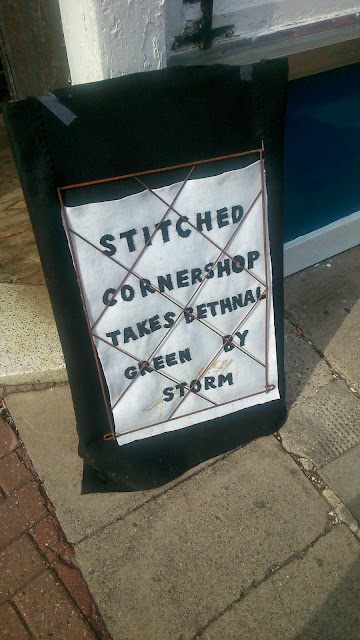 STITCHED
CORNERSHOP
TAKES BETHNAL
GREEN BY
STORM